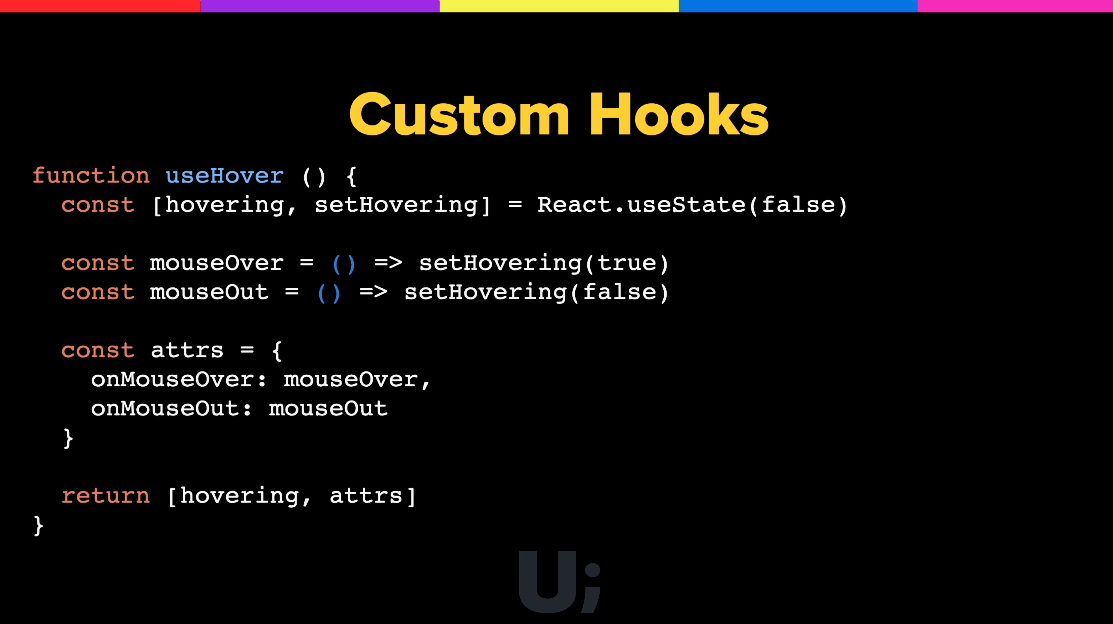 Custom Hooks
function useHover () {
  const [hovering, setHovering] = React.useState(false)
  const mouseOver = () => setHovering(true)
  const mouseOut = () => setHovering(false)
  const attrs = {
    onMouseOver: mouseOver,
    onMouseOut: mouseOut
  }
  return [hovering, attrs]
}
U;